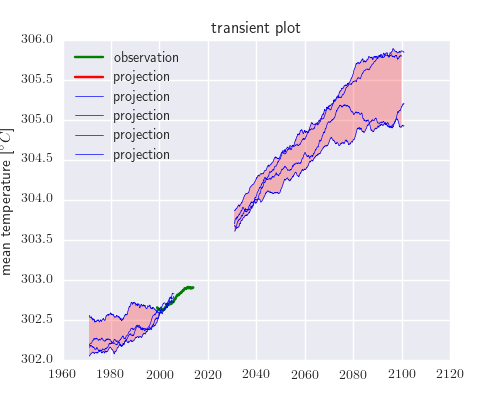 transient plot
mean temperature [°C]
306.0
305.5
305.0
304.5
304.0
303.5
303.0
302.5
302.0
observation
projection
projection
projection
projection
projection
1960 1980 2000 2020 2040 2060 2080 2100 2120